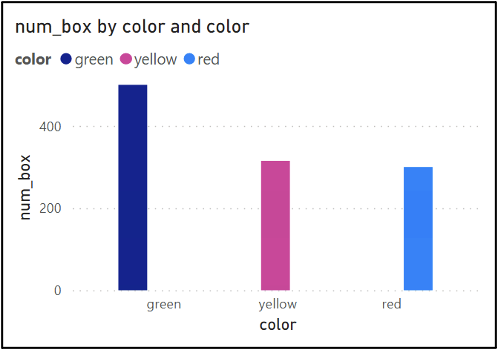 num_box by color and color
color green yellow red
400
num_box
200
0
green yellow red
color